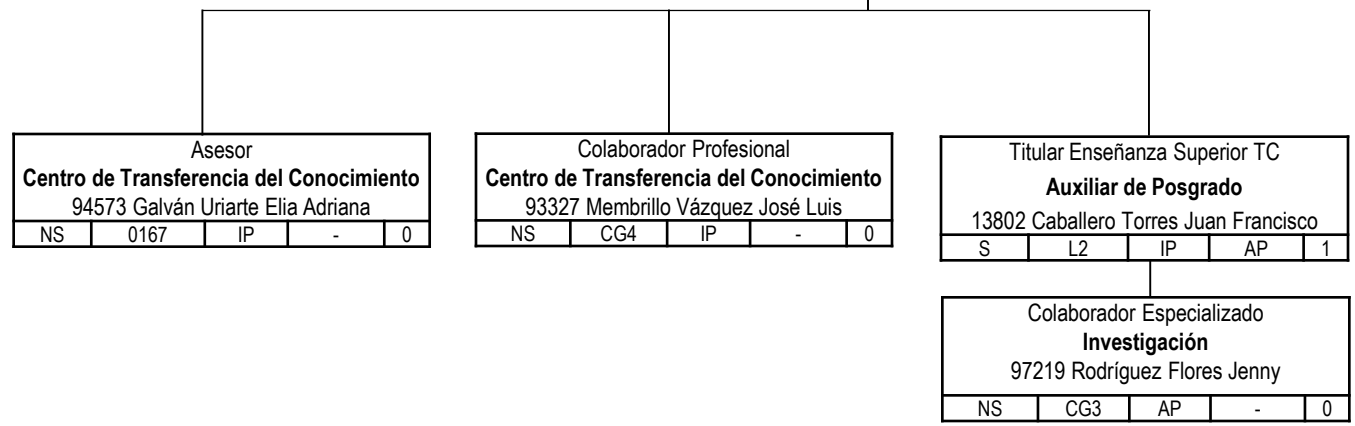 Asesor
Centro de Transferencia del Conocimiento
94573 Galván Uriarte Elia Adriana
NS 0167 IP - 0
Colaborador Profesional
Centro de Transferencia del Conocimiento
93327 Membrillo Vázquez José Luis
NS CG4 IP - 0
Titular Enseñanza Superior TC
Auxiliar de Posgrado
13802 Caballero Torres Juan Francisco
S L2 IP AP 1
Colaborador Especializado
Investigación
97219 Rodríguez Flores Jenny
NS CG3 AP - 0